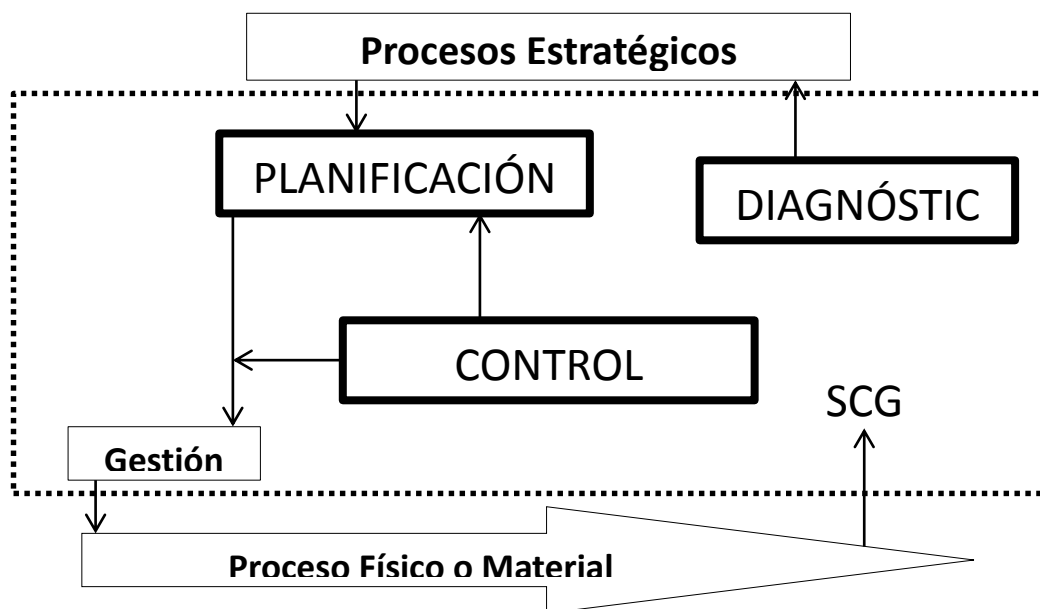 Procesos Estratégicos
PLANIFICACIÓN
DIAGNÓSTIC
CONTROL
SCG
Gestión
Proceso Físico o Material